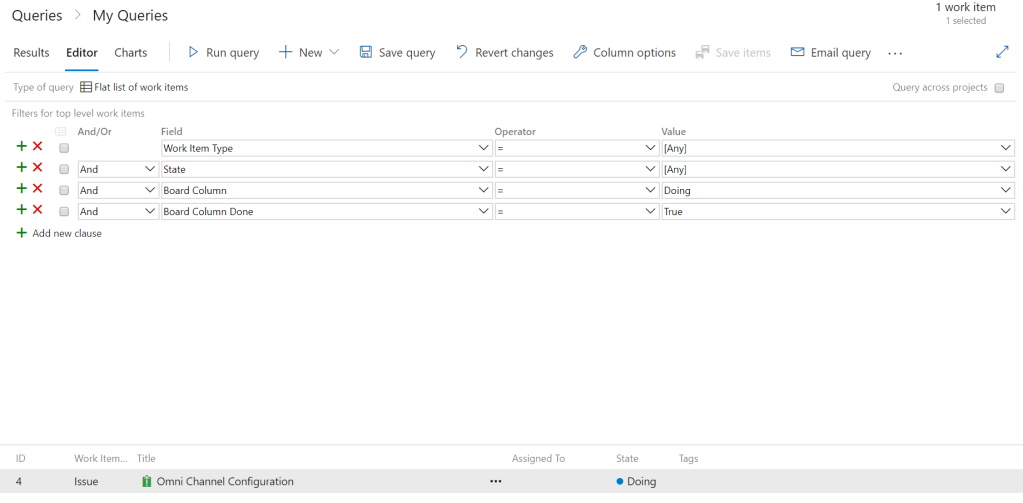 Queries > My Queries
1 work item
1 selected
Results Editor Charts Run query New Save query Revert changes Column options Save items Email query ...
Type of query Flat list of work items Query across projects
Filters for top level work items
And/Or Field Operator Value
Work Item Type = [Any]
And State = [Any]
And Board Column = Doing
And Board Column Done = True
Add new clause
ID Work Item... Title Assigned To State Tags
4 Issue Omni Channel Configuration ... Doing